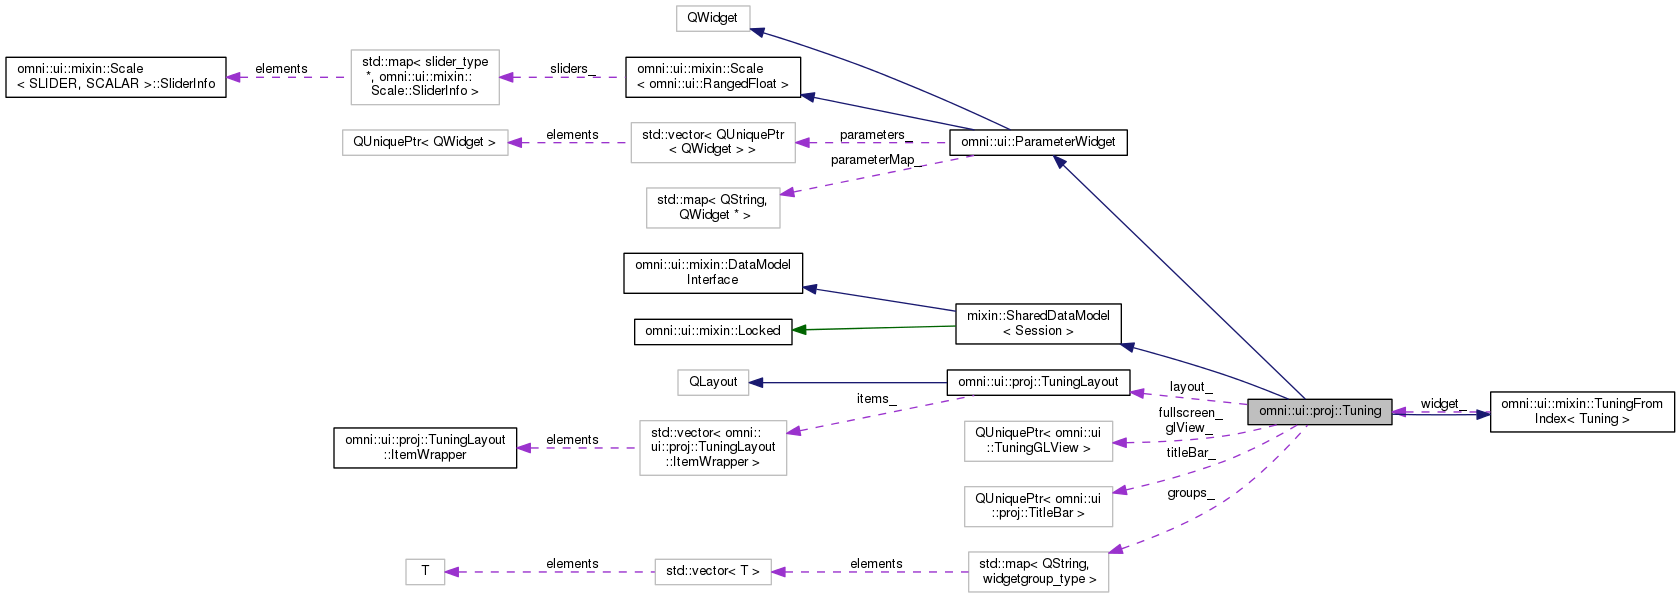 QWidget
omni::ui::mixin::Scale
< SLIDER, SCALAR >::SliderInfo
elements
std::map< slider_type
*, omni::ui::mixin::
Scale::SliderInfo >
sliders_
omni::ui::mixin::Scale
< omni::ui::RangedFloat >
QUniquePtr< QWidget >
elements
std::vector< QUniquePtr
< QWidget > >
parameters_
omni::ui::ParameterWidget
parameterMap_
std::map< QString,
QWidget * >
omni::ui::mixin::DataModel
Interface
omni::ui::mixin::Locked
mixin::SharedDataModel
< Session >
QLayout
omni::ui::proj::TuningLayout
layout_
items_
omni::ui::proj::TuningLayout
::ItemWrapper
elements
std::vector< omni::
ui::proj::TuningLayout
::ItemWrapper >
fullscreen_
glView_
QUniquePtr< omni::ui
::TuningGLView >
omni::ui::proj::Tuning
widget_
omni::ui::mixin::TuningFrom
Index< Tuning >
titleBar_
QUniquePtr< omni::ui
::proj::TitleBar >
groups_
T
elements
std::vector< T >
elements
std::map< QString,
widgetgroup_type >